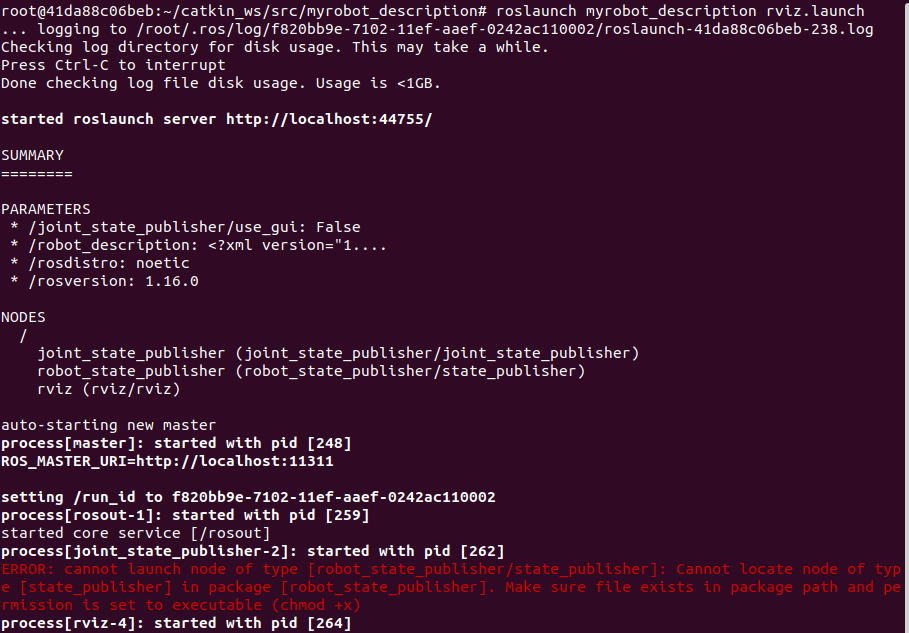 root@41da88c06beb:~/catkin_ws/src/myrobot_description# roslaunch myrobot_description rviz.launch
... logging to /root/.ros/log/f820bb9e-7102-11ef-aaef-0242ac110002/roslaunch-41da88c06beb-238.log
Checking log directory for disk usage. This may take a while.
Press Ctrl-C to interrupt
Done checking log file disk usage. Usage is <1GB.

started roslaunch server http://localhost:44755/

SUMMARY
========

PARAMETERS
 * /joint_state_publisher/use_gui: False
 * /robot_description: <?xml version="1....
 * /rosdistro: noetic
 * /rosversion: 1.16.0

NODES
  /
    joint_state_publisher (joint_state_publisher/joint_state_publisher)
    robot_state_publisher (robot_state_publisher/state_publisher)
    rviz (rviz/rviz)

auto-starting new master
process[master]: started with pid [248]
ROS_MASTER_URI=http://localhost:11311

setting /run_id to f820bb9e-7102-11ef-aaef-0242ac110002
process[rosout-1]: started with pid [259]
started core service [/rosout]
process[joint_state_publisher-2]: started with pid [262]
ERROR: cannot launch node of type [robot_state_publisher/state_publisher]: Cannot locate node of typ
e [state_publisher] in package [robot_state_publisher]. Make sure file exists in package path and pe
rmission is set to executable (chmod +x)
process[rviz-4]: started with pid [264]